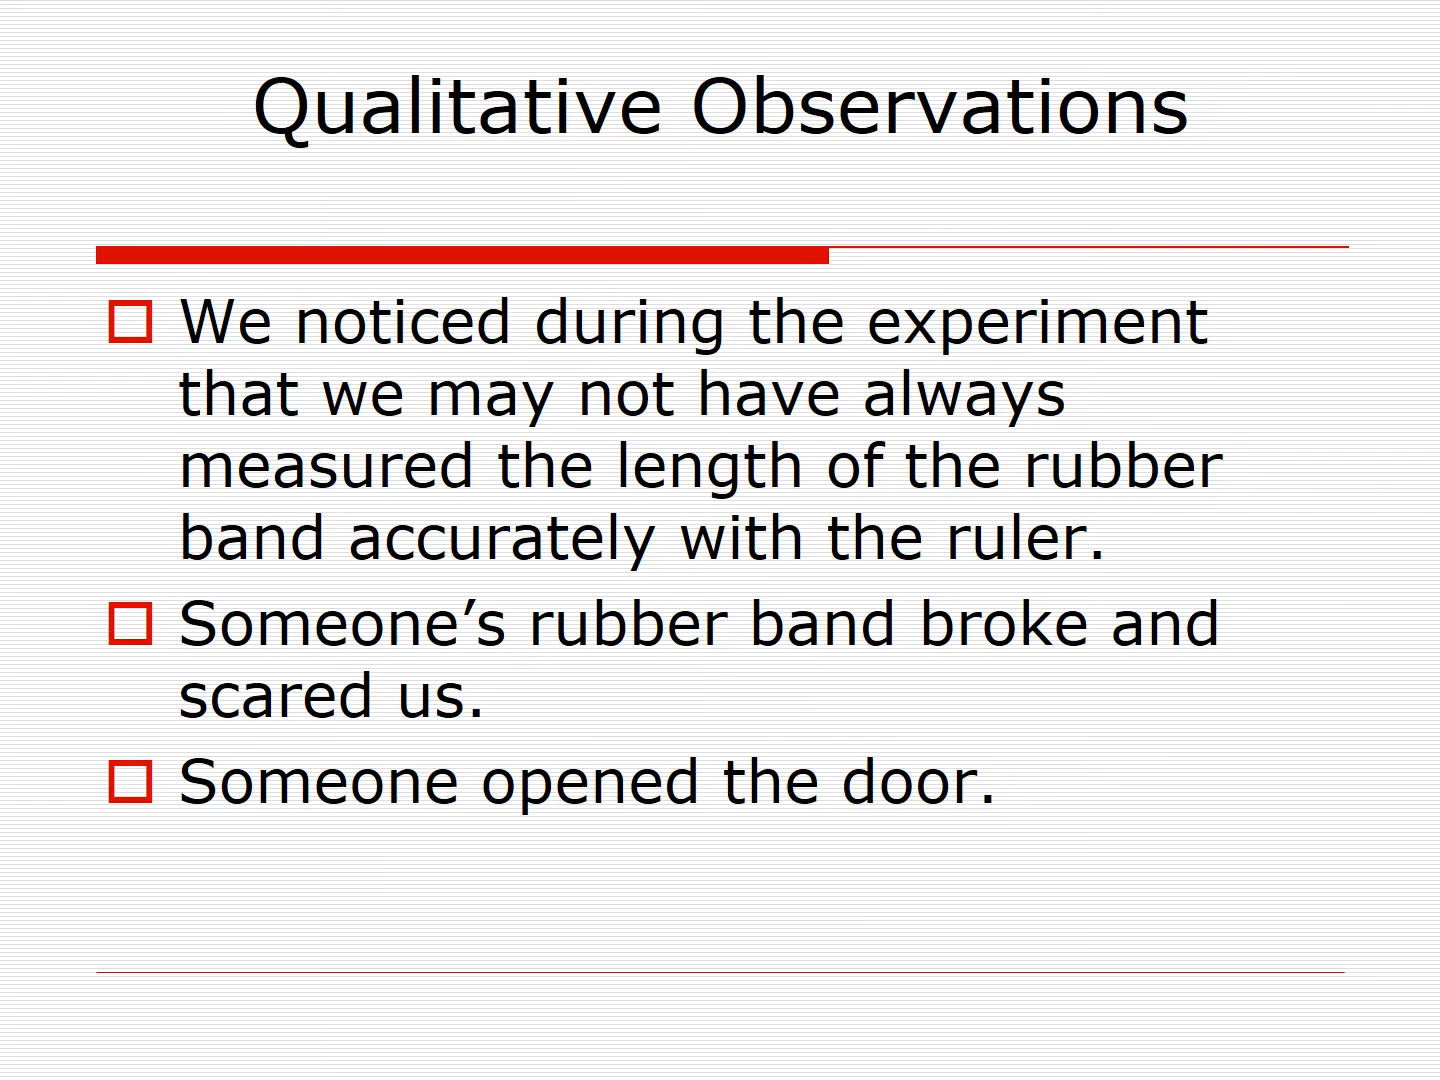 Qualitative Observations
We noticed during the experiment
that we may not have always
measured the length of the rubber
band accurately with the ruler.
Someone’s rubber band broke and
scared us.
Someone opened the door.